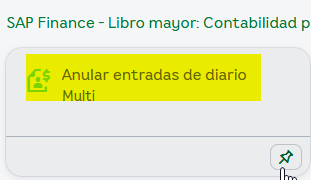 SAP Finance - Libro mayor: Contabilidad p
Anular entradas de diario
Multi